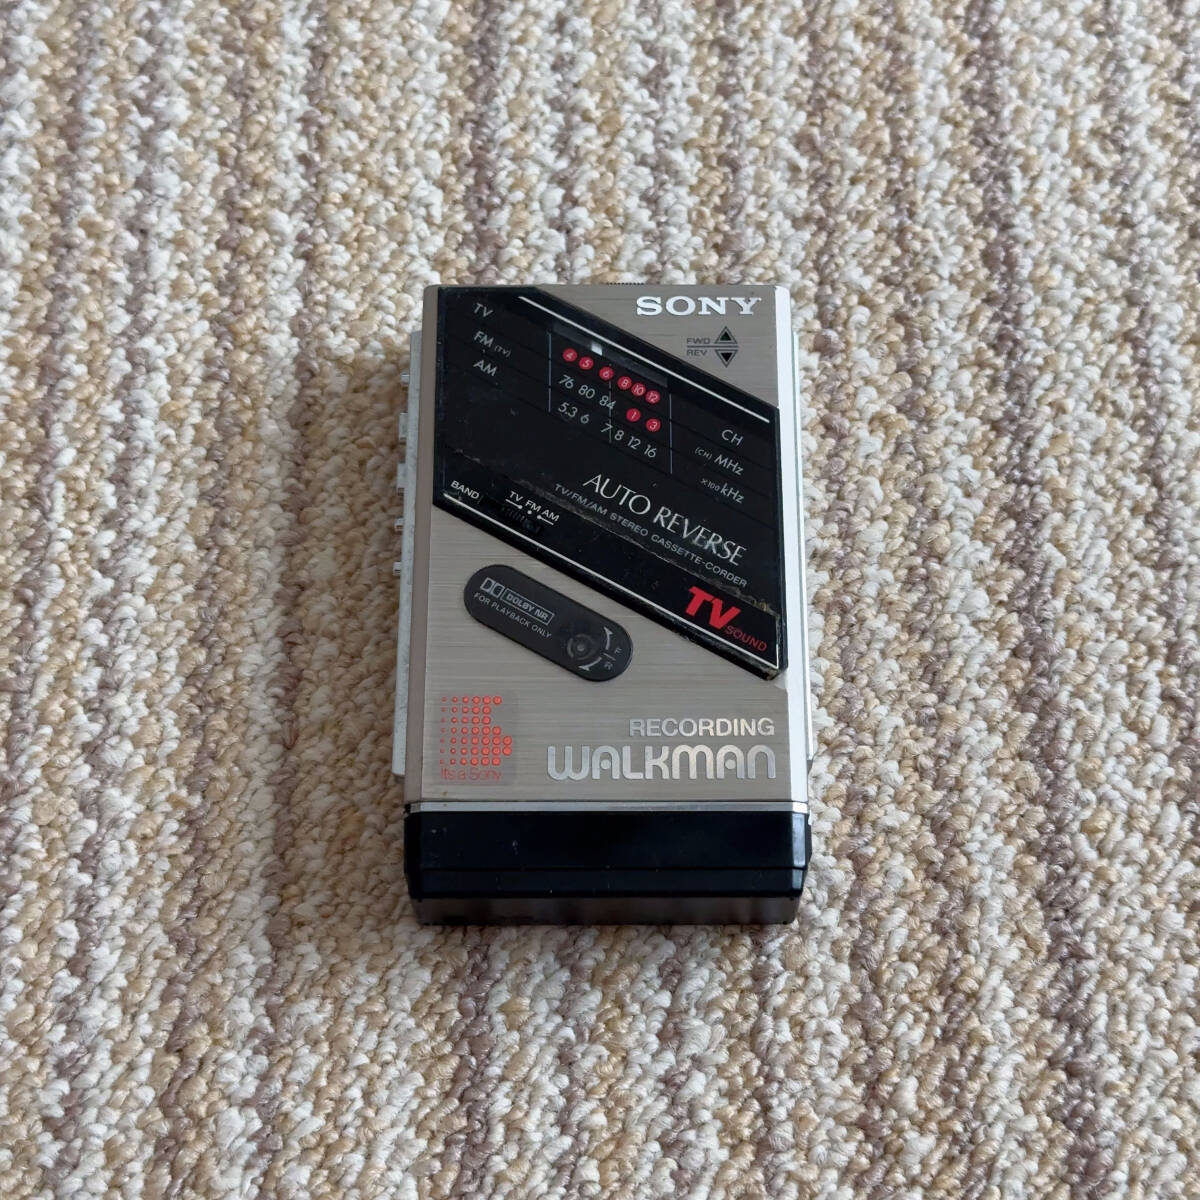 SONY
FWD
REV
TV
FM (TV)
AM
4 5 6 8 10 12
76 80 84 1 3
5.3 6 7 8 12 16
CH
(CH) MHz
X100 kHz
AUTO REVERSE
TV/FM/AM STEREO CASSETTE-CORDER
BAND
TV FM AM
TV SOUND
DOLBY NR
FOR PLAYBACK ONLY
F
R
It's a Sony
RECORDING
WALKMAN